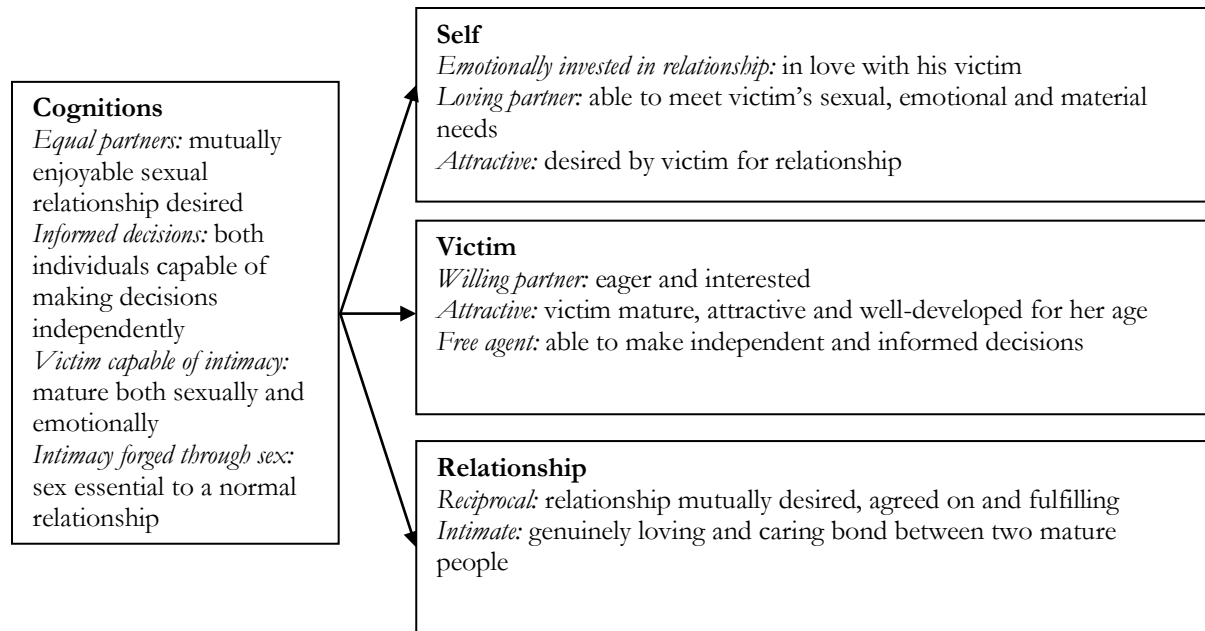 Cognitions
Equal partners: mutually
enjoyable sexual
relationship desired
Informed decisions: both
individuals capable of
making decisions
independently
Victim capable of intimacy:
mature both sexually and
emotionally
Intimacy forged through sex:
sex essential to a normal
relationship
Self
Emotionally invested in relationship: in love with his victim
Loving partner: able to meet victim’s sexual, emotional and material
needs
Attractive: desired by victim for relationship
Victim
Willing partner: eager and interested
Attractive: victim mature, attractive and well-developed for her age
Free agent: able to make independent and informed decisions
Relationship
Reciprocal: relationship mutually desired, agreed on and fulfilling
Intimate: genuinely loving and caring bond between two mature
people